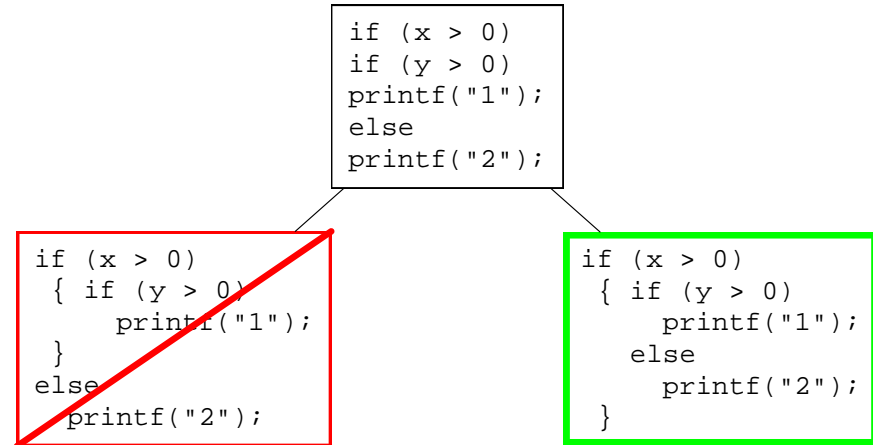 if (x > 0)
if (y > 0)
printf("1");
else
printf("2");
if (x > 0)
{ if (y > 0)
printf("1");
}
else
printf("2");
if (x > 0)
{ if (y > 0)
printf("1");
else
printf("2");
}